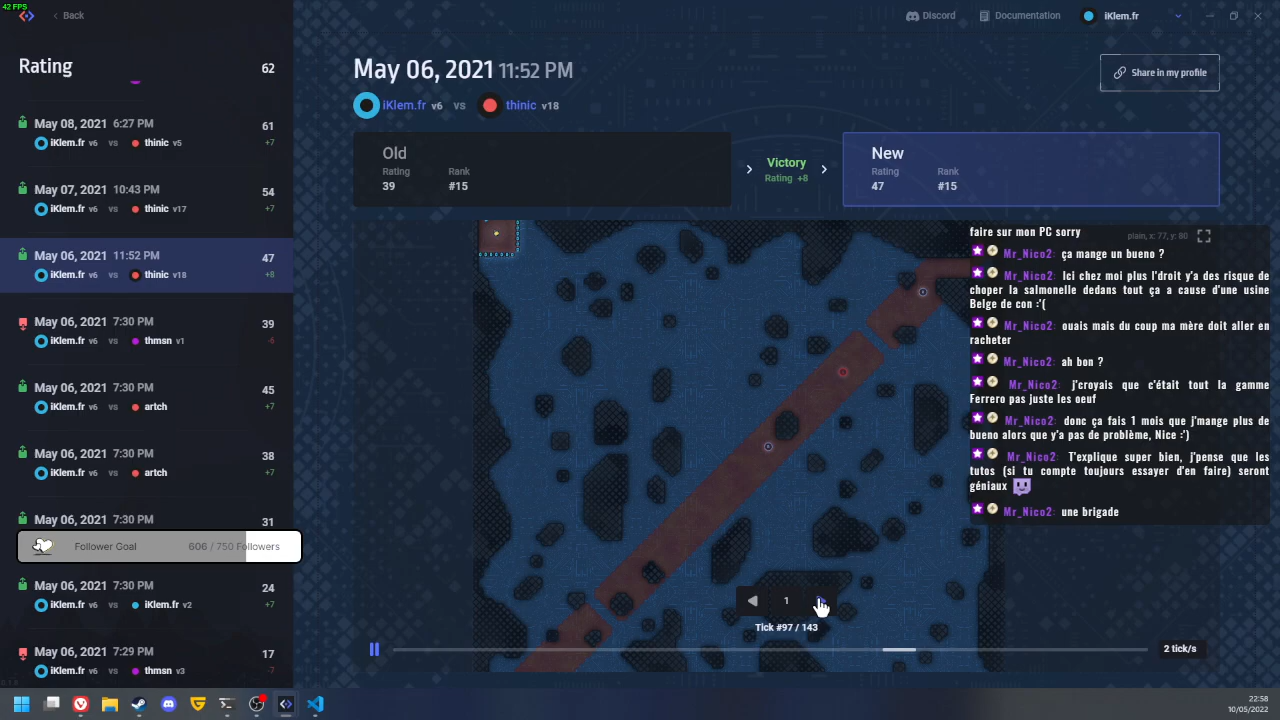 42 FPS
Back
Discord
Documentation
iKlem.fr
Rating
62
May 08, 2021 6:27 PM
61
iKlem.fr v6 vs thinic v5
+7
May 07, 2021 10:43 PM
54
iKlem.fr v6 vs thinic v17
+7
May 06, 2021 11:52 PM
47
iKlem.fr v6 vs thinic v18
+8
May 06, 2021 7:30 PM
39
iKlem.fr v6 vs thmsn v1
-6
May 06, 2021 7:30 PM
45
iKlem.fr v6 vs artch
+7
May 06, 2021 7:30 PM
38
iKlem.fr v6 vs artch
+7
May 06, 2021 7:30 PM
31
Follower Goal
606 / 750 Followers
May 06, 2021 7:30 PM
24
iKlem.fr v6 vs iKlem.fr v2
+7
May 06, 2021 7:29 PM
17
iKlem.fr v6 vs thmsn v3
-7
May 06, 2021 11:52 PM
Share in my profile
iKlem.fr v6 vs thinic v18
Old
Rating Rank
39 #15
Victory
Rating +8
New
Rating Rank
47 #15
plain, x: 77, y: 80
faire sur mon PC sorry
Mr_Nico2: ça mange un bueno ?
Mr_Nico2: Ici chez moi plus l'droit y'a des risque de
choper la salmonelle dedans tout ça a cause d'une usine
Belge de con :'(
Mr_Nico2: ouais mais du coup ma mère doit aller en
racheter
Mr_Nico2: ah bon ?
Mr_Nico2: j'croyais que c'était tout la gamme
Ferrero pas juste les oeuf
Mr_Nico2: donc ça fais 1 mois que j'mange plus de
bueno alors que y'a pas de problème, Nice :')
Mr_Nico2: T'explique super bien, j'pense que les
tutos (si tu compte toujours essayer d'en faire) seront
géniaux
Mr_Nico2: une brigade
1
Tick #97 / 143
2 tick/s
22:58
10/05/2022